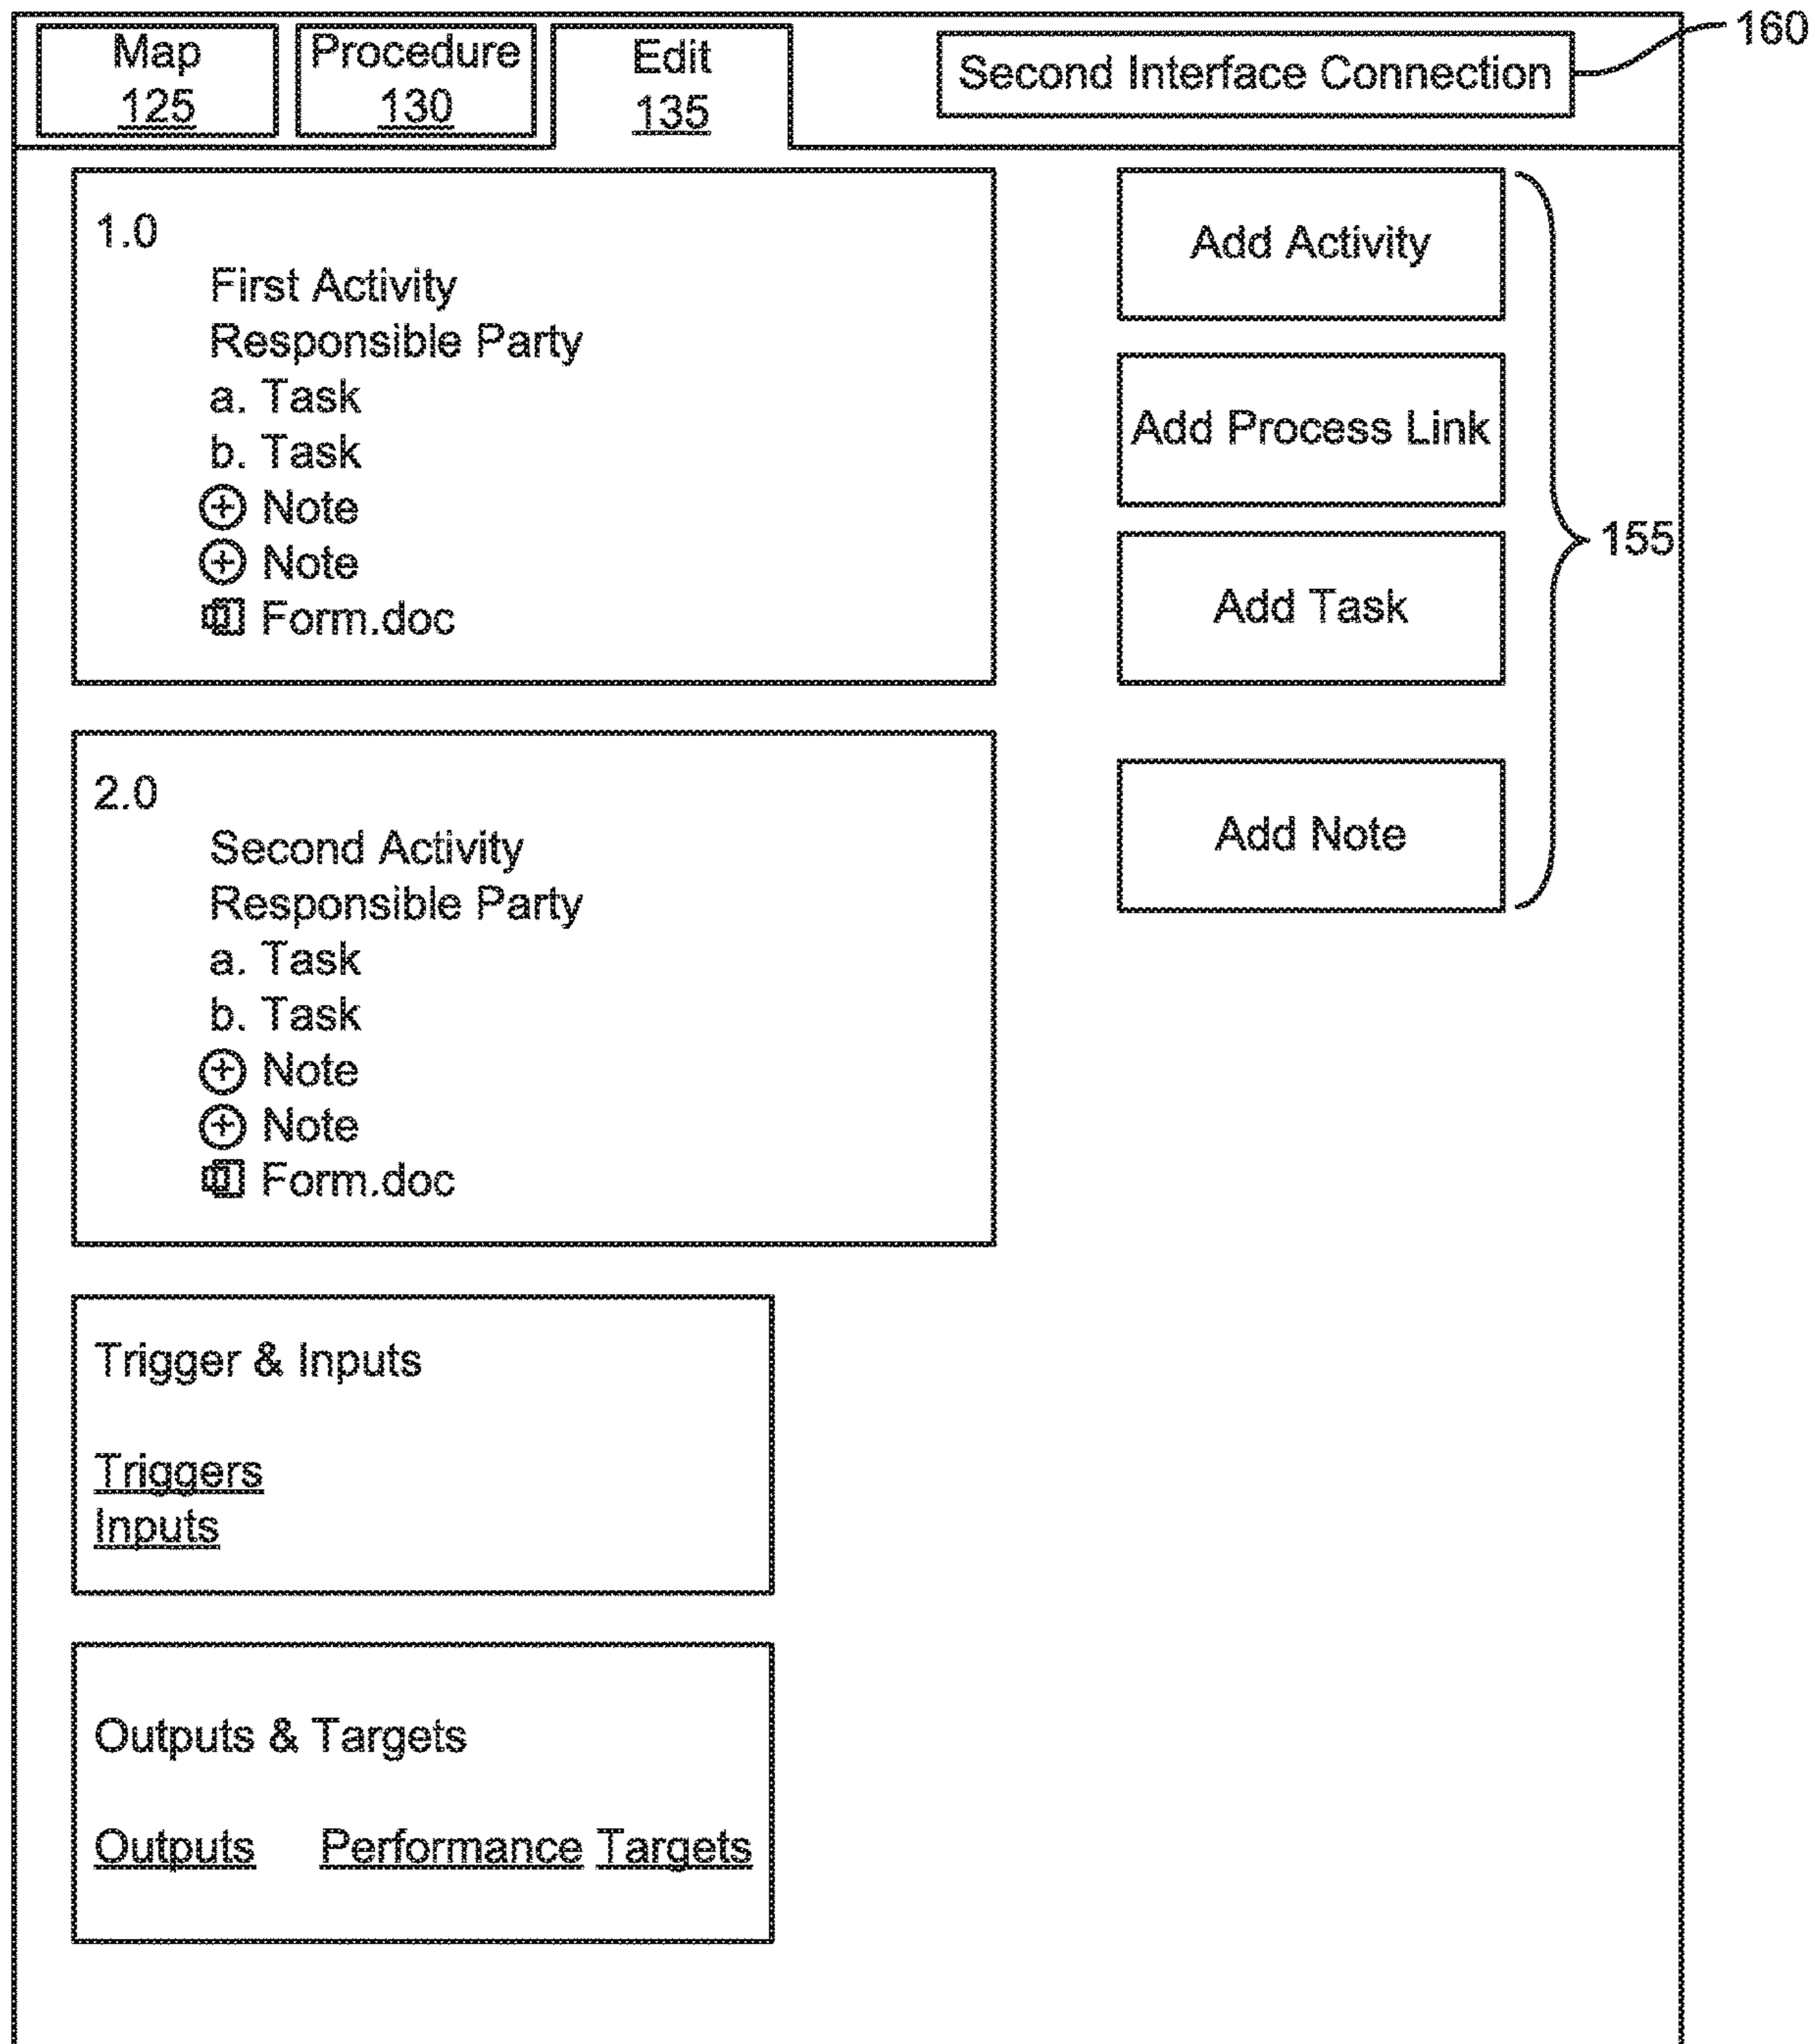 Map
125
Procedure
130
Edit
135
Second Interface Connection
160
1.0
First Activity
Responsible Party
a. Task
b. Task
Note
Note
Form.doc
Add Activity
Add Process Link
Add Task
Add Note
155
2.0
Second Activity
Responsible Party
a. Task
b. Task
Note
Note
Form.doc
Trigger & Inputs
Triggers
Inputs
Outputs & Targets
Outputs Performance Targets